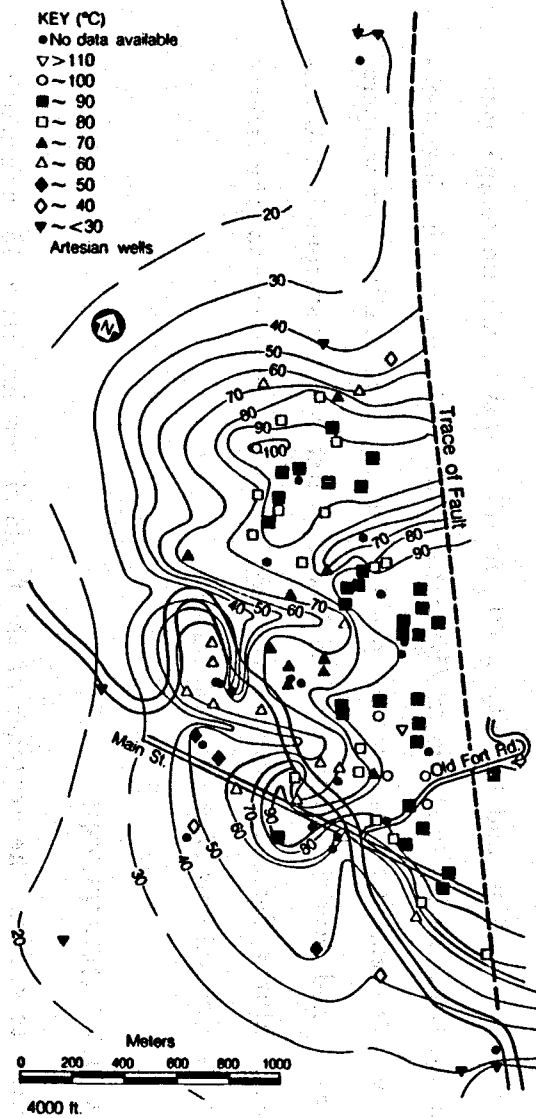 KEY (°C)
● No data available
▽ > 110
○ ~ 100
■ ~ 90
□ ~ 80
▲ ~ 70
△ ~ 60
◆ ~ 50
◇ ~ 40
▼ ~ <30
Artesian wells
20
30
N
40
50
60
70
80
90
100
Trace of Fault
70
80
90
40
50
60
70
Main St.
Old Fort Rd.
90
70
60
80
50
40
30
20
Meters
0 200 400 600 800 1000
4000 ft.